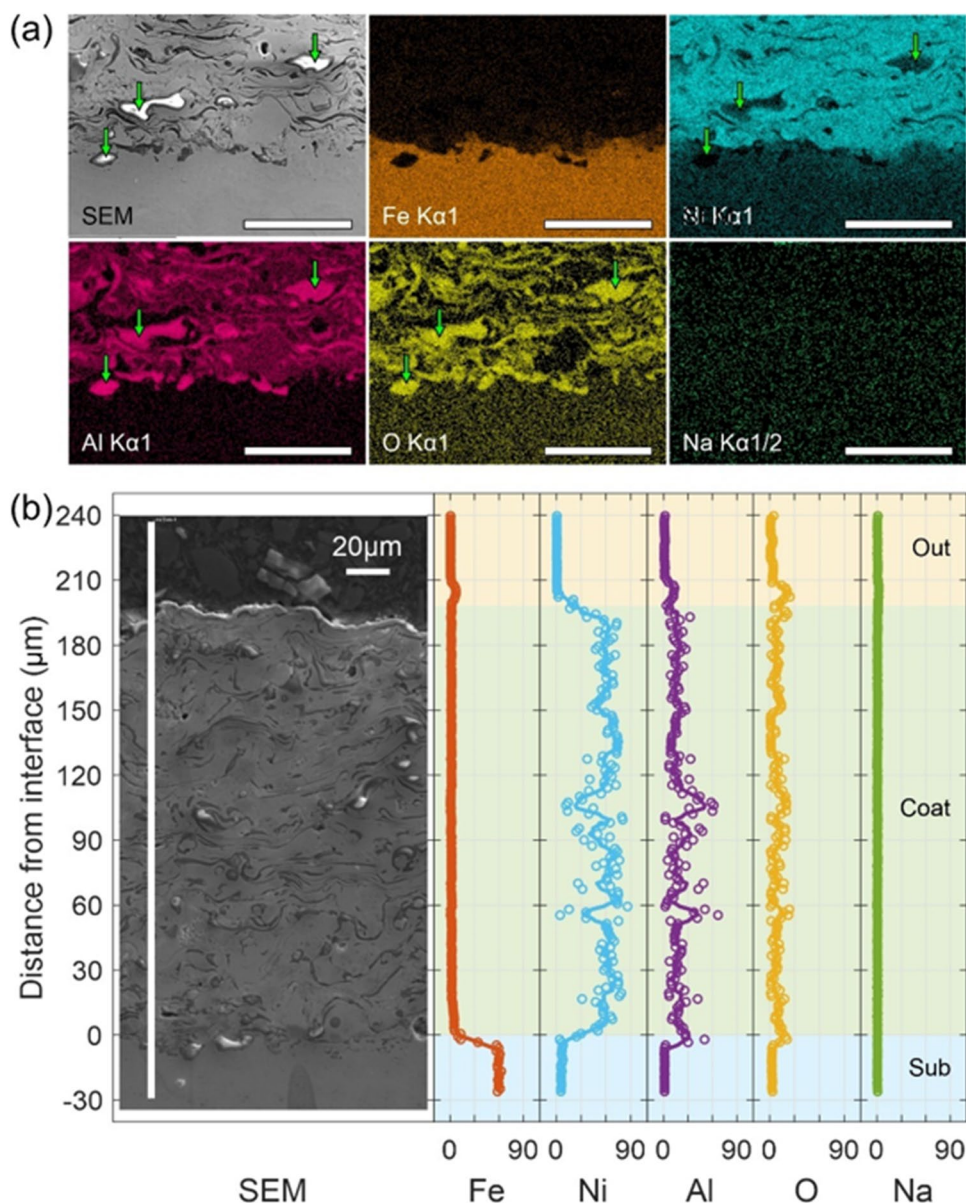 (a)
SEM
Fe Kα1
Ni Kα1
Al Kα1
O Kα1
Na Kα1/2
(b)
240
210
180
150
120
90
60
30
0
-30
Distance from interface (μm)
20μm
Out
Coat
Sub
0 90 0 90 0 90 0 90 0 90
SEM Fe Ni Al O Na